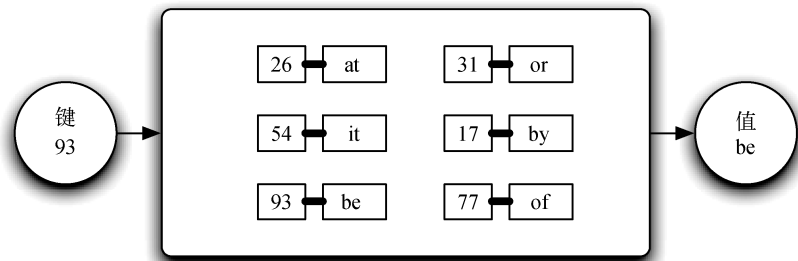 键
93
26 at
31 or
54 it
17 by
93 be
77 of
值
be